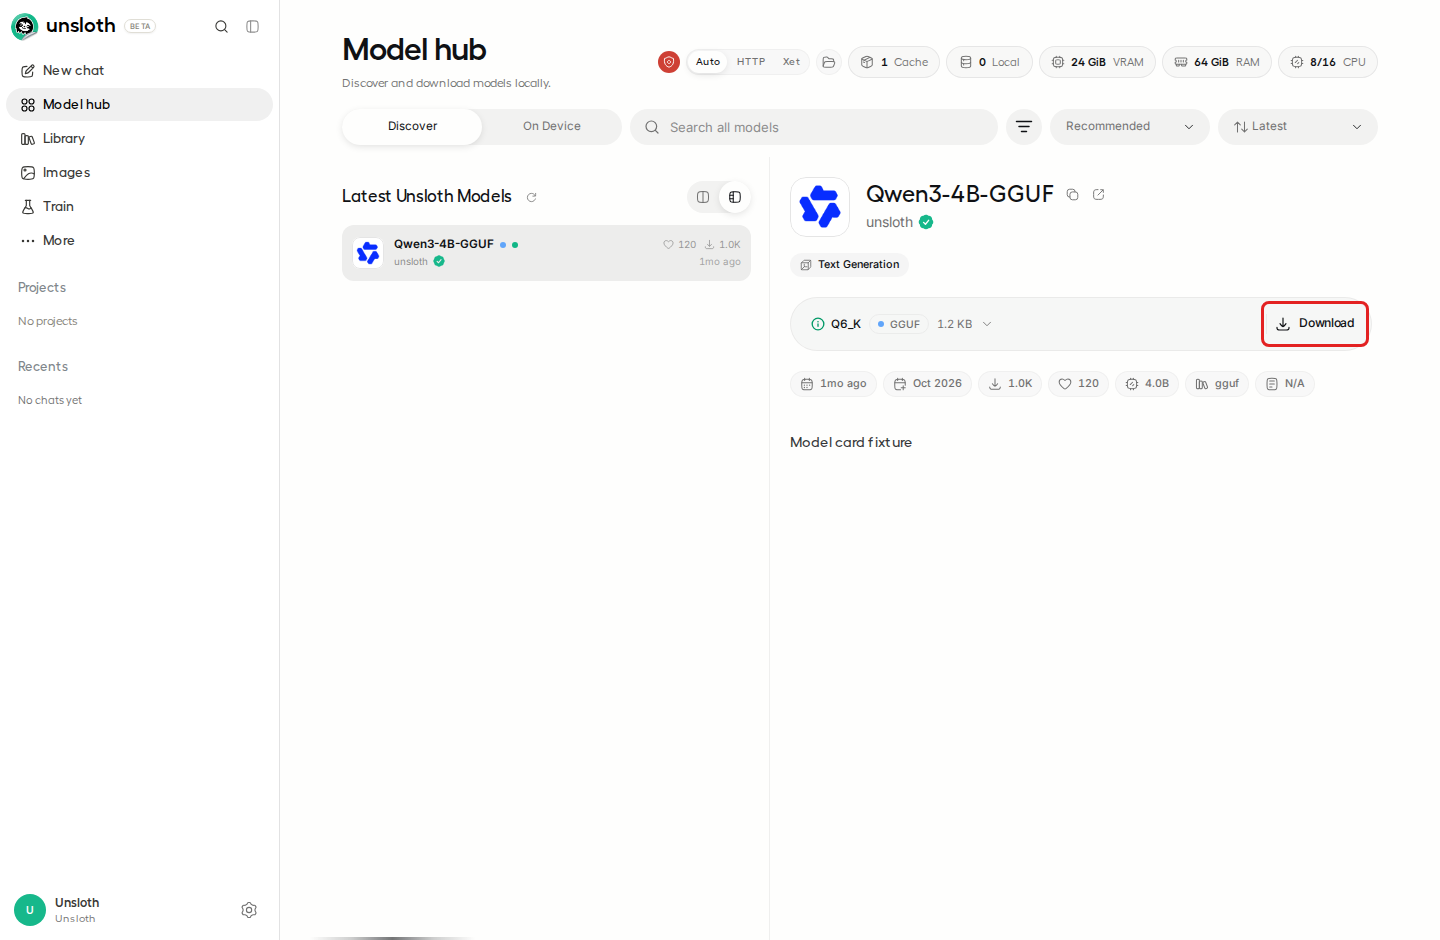 unsloth BETA
New chat
Model hub
Library
Images
Train
More
Projects
No projects
Recents
No chats yet
U
Unsloth
Unsloth
Model hub
Discover and download models locally.
Auto HTTP Xet
1 Cache
0 Local
24 GiB VRAM
64 GiB RAM
8/16 CPU
Discover
On Device
Search all models
Recommended
Latest
Latest Unsloth Models
Qwen3-4B-GGUF
120 1.0K
unsloth
1mo ago
Qwen3-4B-GGUF
unsloth
Text Generation
Q6_K GGUF 1.2 KB
Download
1mo ago
Oct 2026
1.0K
120
4.0B
gguf
N/A
Model card fixture